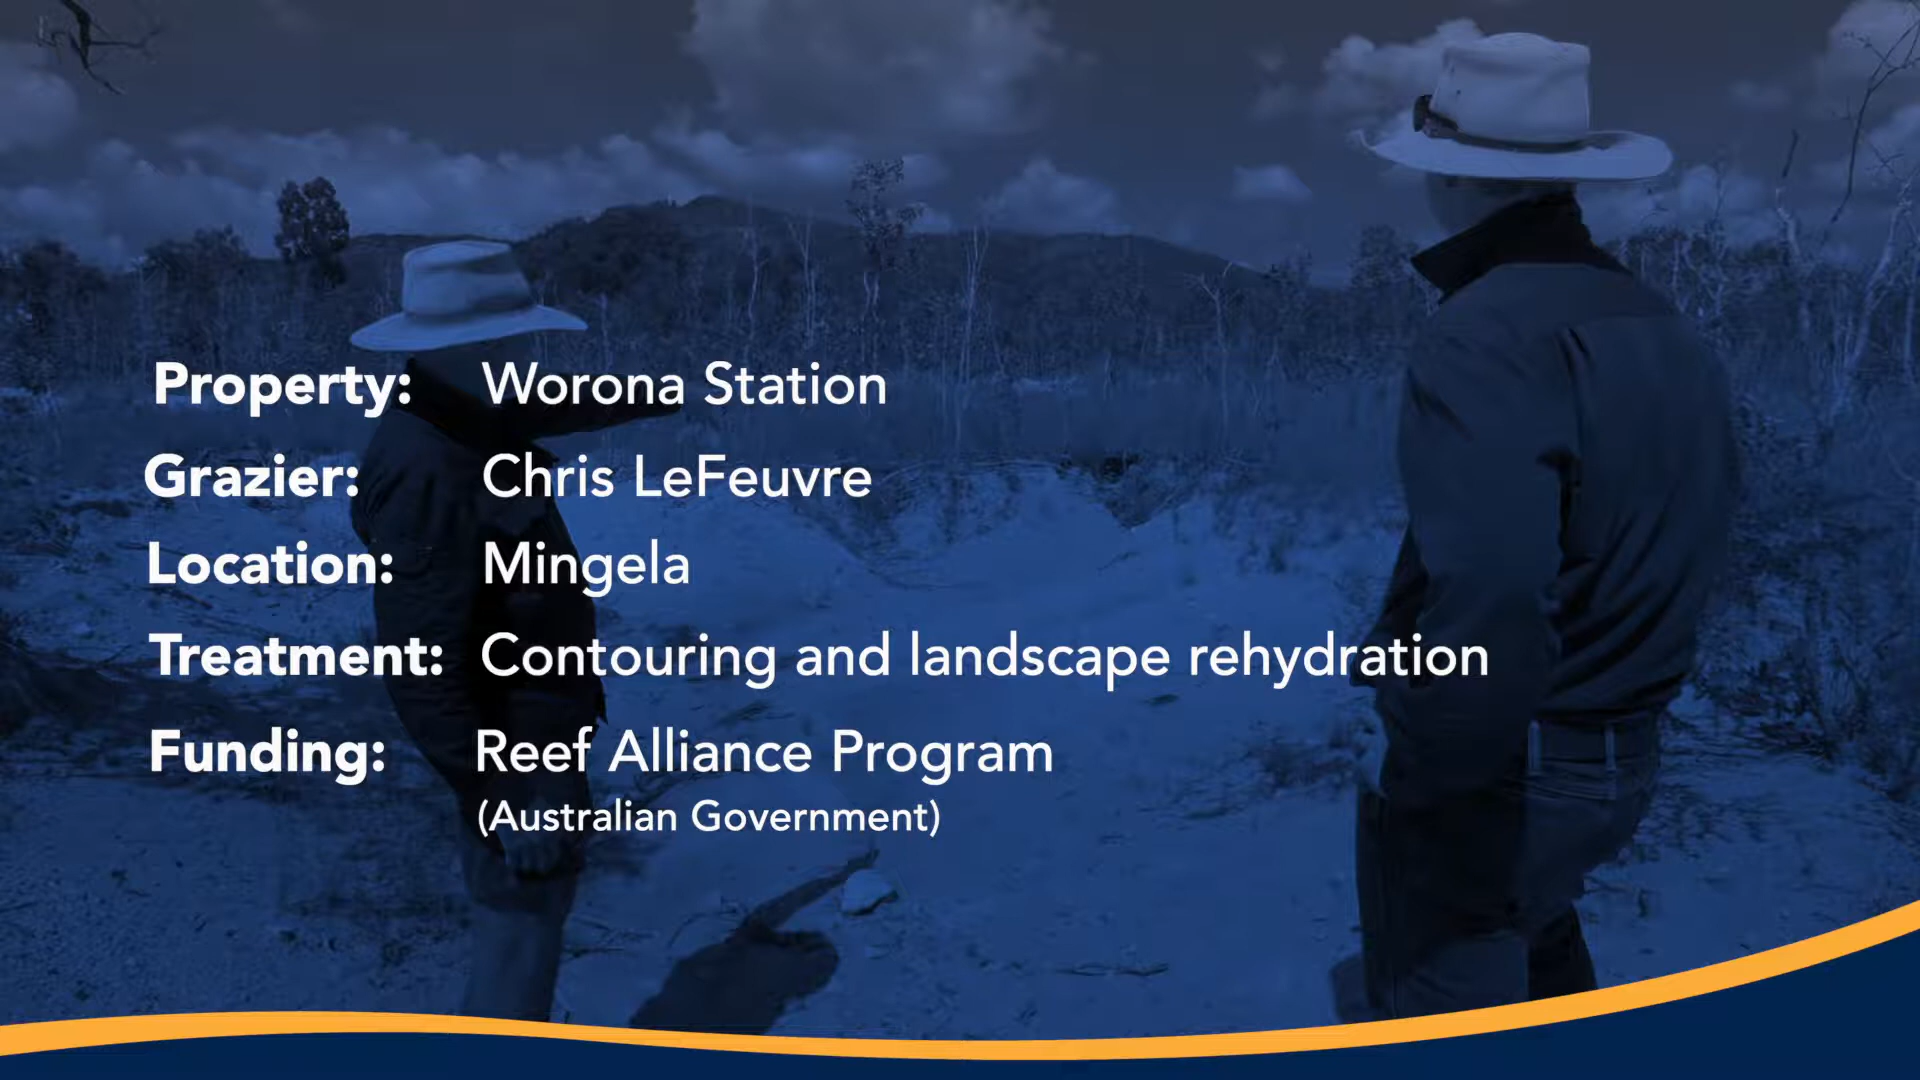 Property: Worona Station
Grazier: Chris LeFeuvre
Location: Mingela
Treatment: Contouring and landscape rehydration
Funding: Reef Alliance Program
(Australian Government)